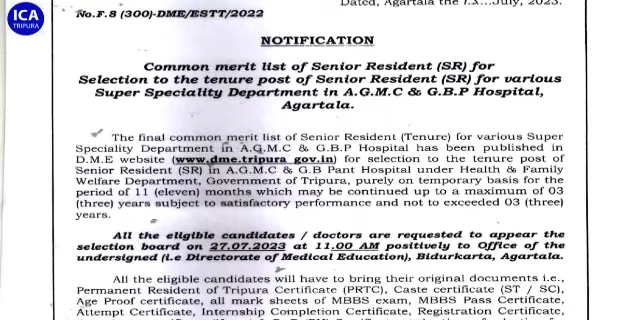 ICA
TRIPURA
No.F.8 (300)-DME/ESTT/2022
Dated, Agartala the July, 2023.
NOTIFICATION
Common merit list of Senior Resident (SR) for
Selection to the tenure post of Senior Resident (SR) for various
Super Speciality Department in A.G.M.C & G.B.P Hospital,
Agartala.
The final common merit list of Senior Resident (Tenure) for various Super
Speciality Department in A.G.M.C & G.B.P Hospital has been published in
D.M.E website (www.dme.tripura gov.in) for selection to the tenure post of
Senior Resident (SR) in A.G.M.C & G.B Pant Hospital under Health & Family
Welfare Department, Government of Tripura, purely on temporary basis for the
period of 11 (eleven) months which may be continued up to a maximum of 03
(three) years subject to satisfactory performance and not to exceeded 03 (three)
years.
All the eligible candidates / doctors are requested to appear the
selection board on 27.07.2023 at 11.00 AM positively to Office of the
undersigned (i.e Directorate of Medical Education), Bidurkarta, Agartala.
All the eligible candidates will have to bring their original documents i.e.,
Permanent Resident of Tripura Certificate (PRTC), Caste certificate (ST / SC),
Age Proof certificate, all mark sheets of MBBS exam, MBBS Pass Certificate,
Attempt Certificate, Internship Completion Certificate, Registration Certificate,